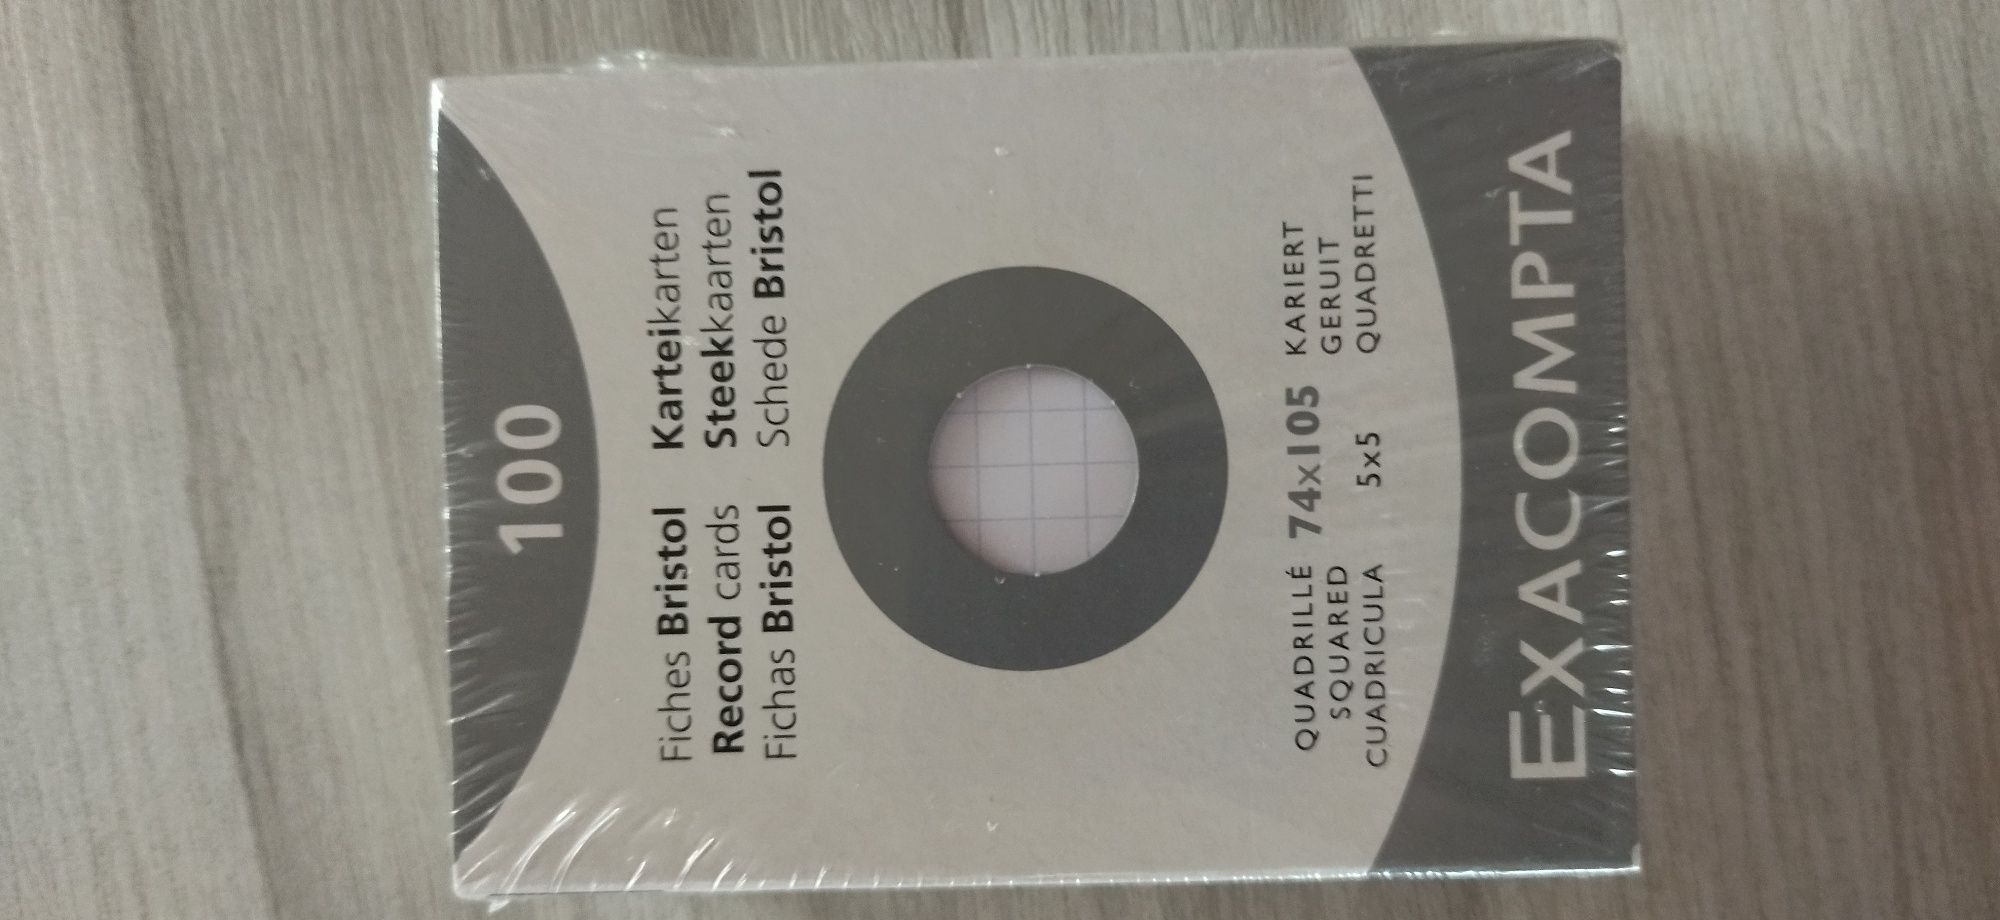 100
Fiches Bristol Karteikarten
Record cards Steekkaarten
Fichas Bristol Schede Bristol
QUADRILLÉ 74x105 KARIERT
SQUARED GERUIT
CUADRICULA 5x5 QUADRETTI
EXACOMPTA